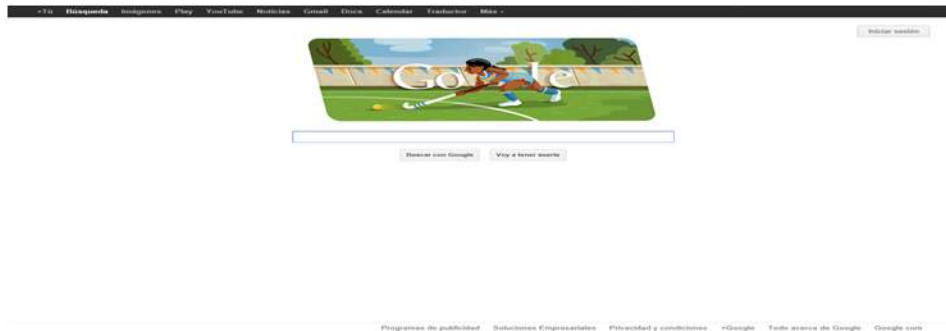 +Tú Búsqueda Imágenes Play YouTube Noticias Gmail Docs Calendar Traductor Más
Iniciar sesión
Google
Buscar con Google Voy a tener suerte
Programas de publicidad Soluciones Empresariales Privacidad y condiciones +Google Todo acerca de Google Google.com